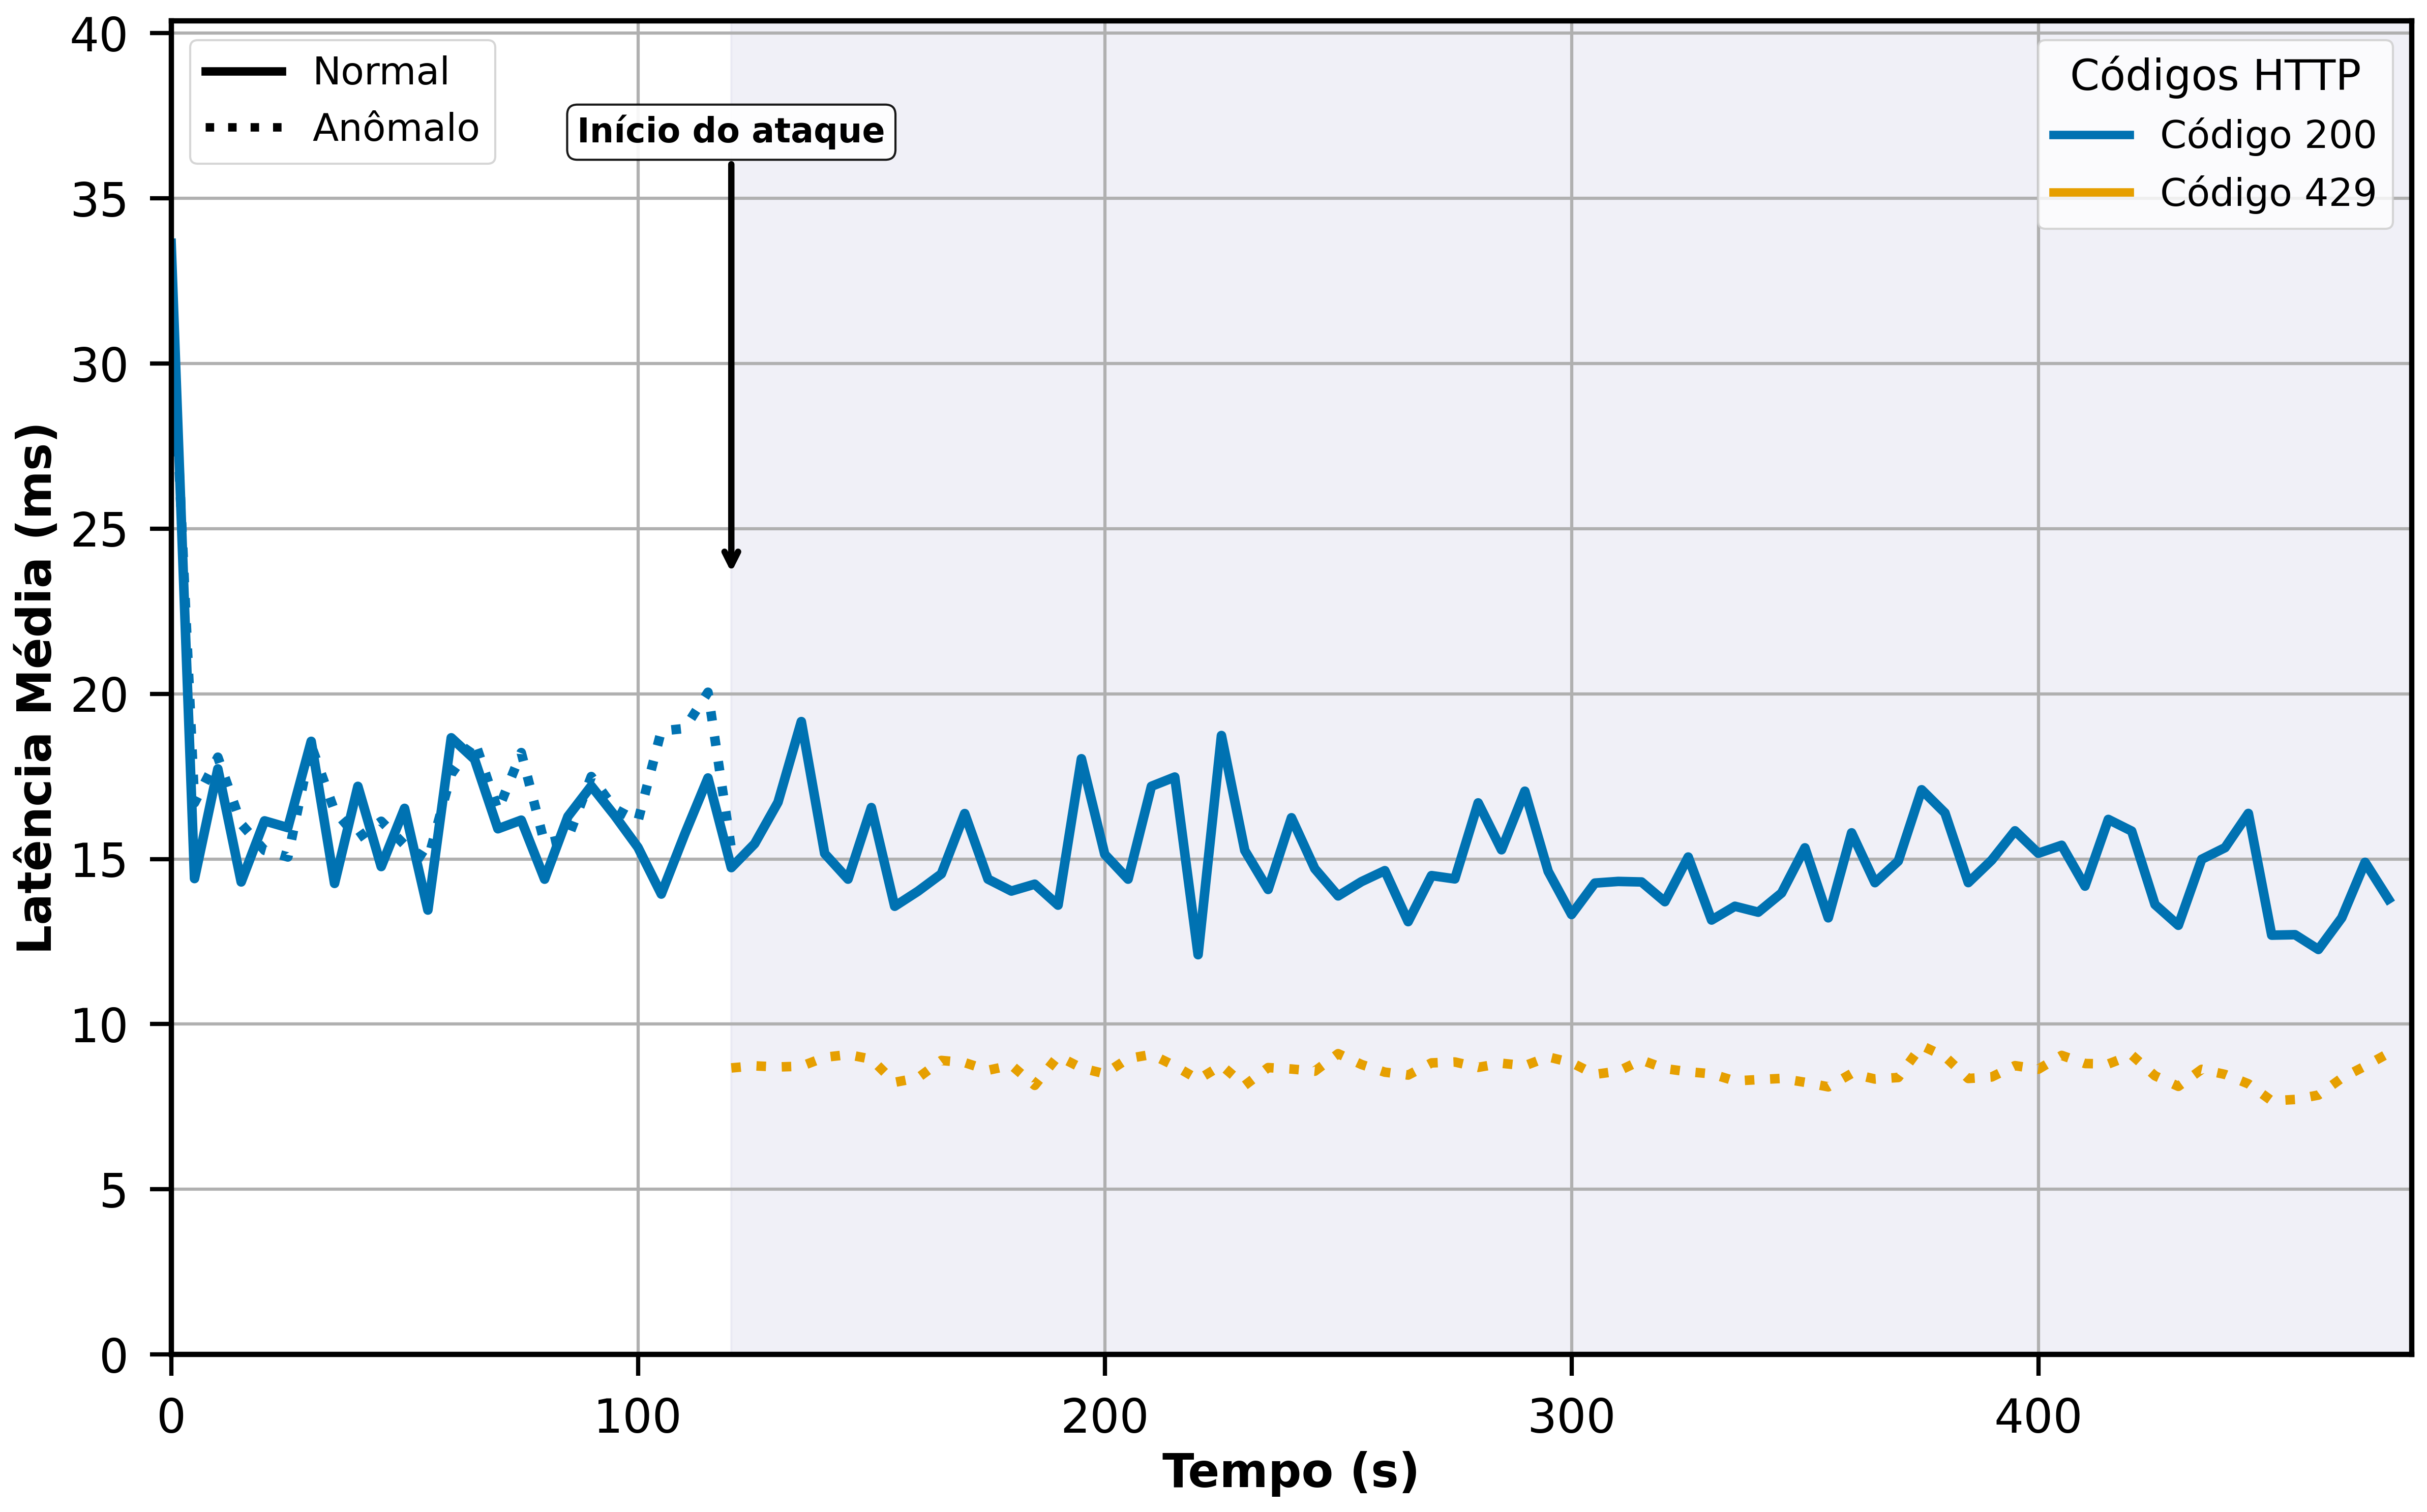 Normal
Anômalo
Início do ataque
Códigos HTTP
Código 200
Código 429
Latência Média (ms)
40
35
30
25
20
15
10
5
0
0 100 200 300 400
Tempo (s)